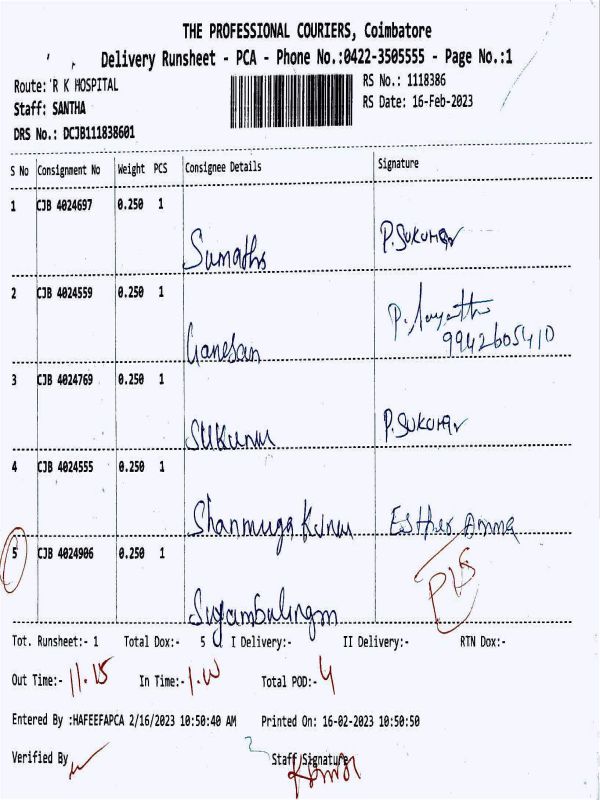 THE PROFESSIONAL COURIERS, Coimbatore
Delivery Runsheet - PCA - Phone No.:0422-3505555 - Page No.:1
Route: R K HOSPITAL
RS No.: 1118386
Staff: SANTHA
RS Date: 16-Feb-2023
DRS No.: DCJB111838601
S No Consignment No Weight PCS Consignee Details Signature
1 CJB 4024697 0.250 1
Sumathi P.SUKUMAR
2 CJB 4024559 0.250 1
Ganesan P. Jayanthi
9942605410
3 CJB 4024769 0.250 1
Sukumar P.SUKUMAR
4 CJB 4024555 0.250 1
Shanmuga Kumar Esther Amma
5 CJB 4024906 0.250 1
Suyambulingm
Tot. Runsheet:- 1 Total Dox:- 5 I Delivery:- II Delivery:- RTN Dox:-
Out Time:- 11.15 In Time:- Total POD:- 4
Entered By :HAFEEFAPCA 2/16/2023 10:50:40 AM Printed On: 16-02-2023 10:50:50
Verified By Staff Signature